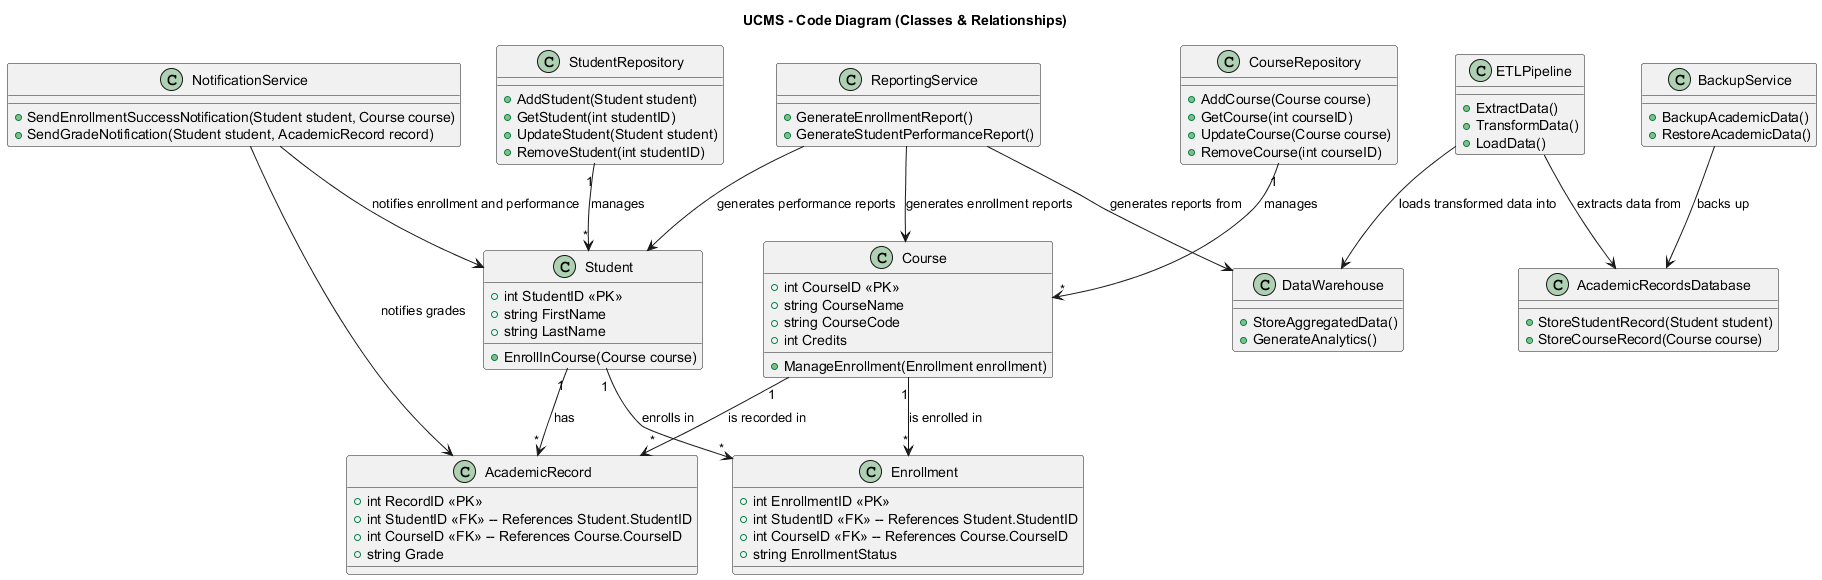 UCMS - Code Diagram (Classes & Relationships)
C NotificationService
SendEnrollmentSuccessNotification(Student student, Course course)
SendGradeNotification(Student student, AcademicRecord record)
C StudentRepository
AddStudent(Student student)
GetStudent(int studentID)
UpdateStudent(Student student)
RemoveStudent(int studentID)
C ReportingService
GenerateEnrollmentReport()
GenerateStudentPerformanceReport()
C CourseRepository
AddCourse(Course course)
GetCourse(int courseID)
UpdateCourse(Course course)
RemoveCourse(int courseID)
C ETLPipeline
ExtractData()
TransformData()
LoadData()
C BackupService
BackupAcademicData()
RestoreAcademicData()
notifies enrollment and performance
1
manages
*
generates performance reports
generates enrollment reports
generates reports from
1
manages
*
loads transformed data into
extracts data from
backs up
C Student
int StudentID «PK»
string FirstName
string LastName
EnrollInCourse(Course course)
C Course
int CourseID «PK»
string CourseName
string CourseCode
int Credits
ManageEnrollment(Enrollment enrollment)
C DataWarehouse
StoreAggregatedData()
GenerateAnalytics()
C AcademicRecordsDatabase
StoreStudentRecord(Student student)
StoreCourseRecord(Course course)
notifies grades
1
has
*
1
enrolls in
*
1
is recorded in
*
1
is enrolled in
*
C AcademicRecord
int RecordID «PK»
int StudentID «FK» -- References Student.StudentID
int CourseID «FK» -- References Course.CourseID
string Grade
C Enrollment
int EnrollmentID «PK»
int StudentID «FK» -- References Student.StudentID
int CourseID «FK» -- References Course.CourseID
string EnrollmentStatus